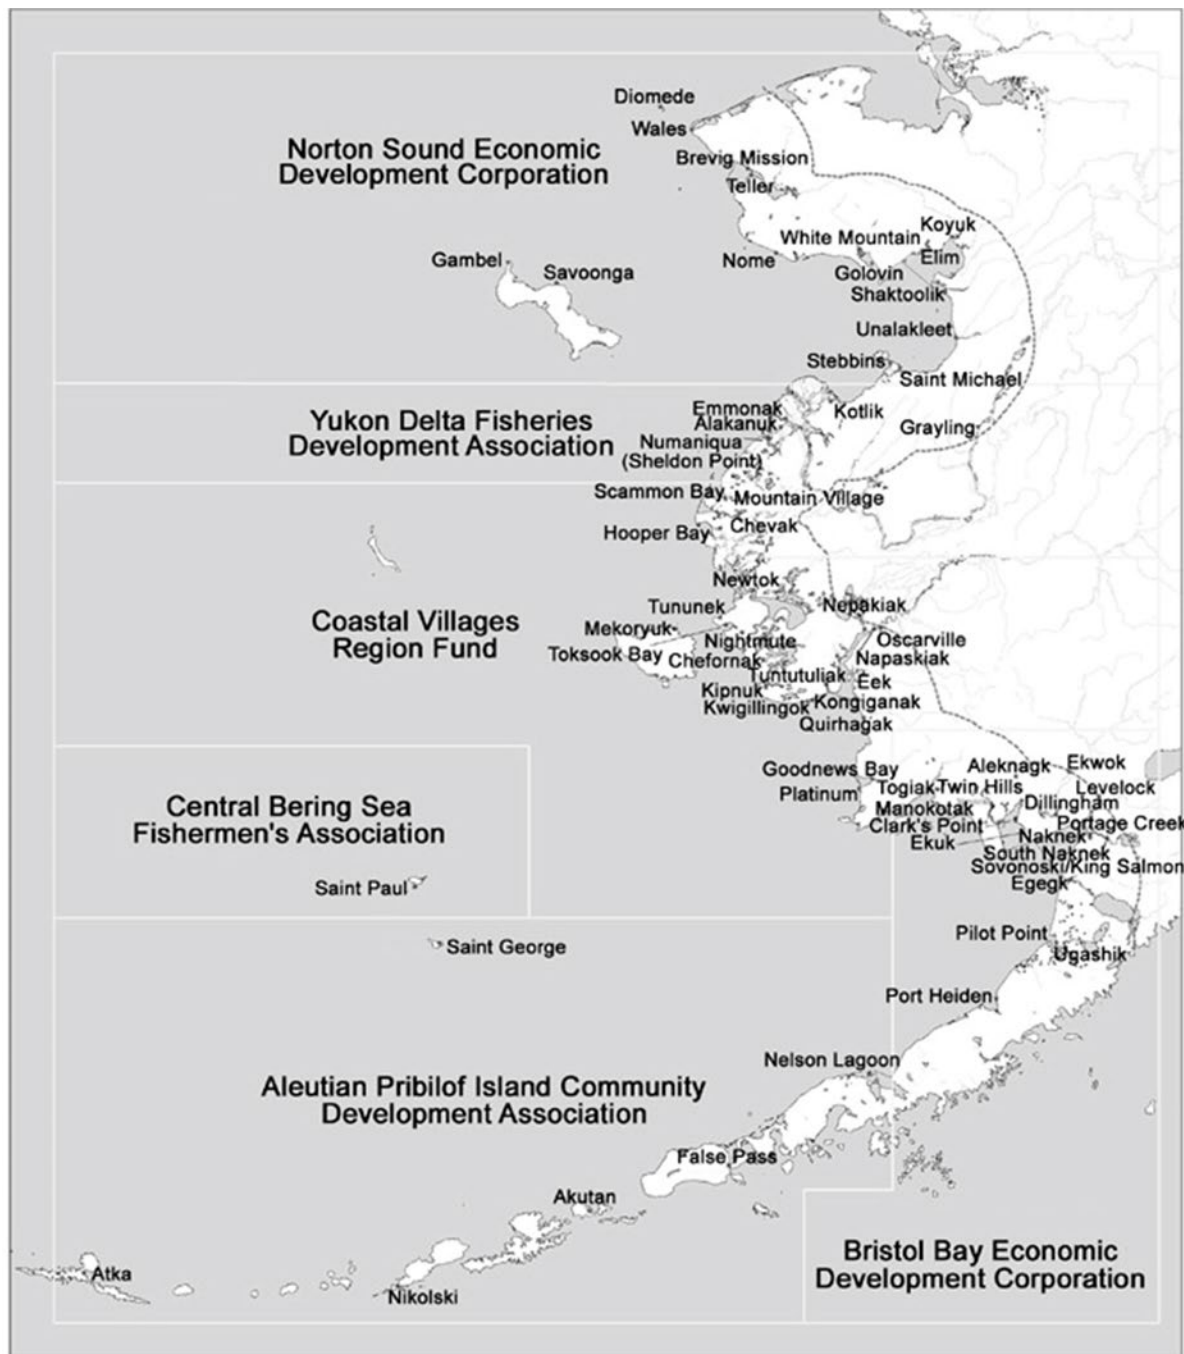 Diomede
Wales
Norton Sound Economic
Development Corporation
Brevig Mission
Teller
Koyuk
White Mountain
Nome
Elim
Gambel
Savoonga
Golovin
Shaktoolik
Unalakleet
Stebbins
Saint Michael
Yukon Delta Fisheries
Development Association
Emmonak
Kotlik
Alakanuk
Grayling
Numaniqua
(Sheldon Point)
Scammon Bay
Mountain Village
Chevak
Hooper Bay
Newtok
Tununek
Nepakiak
Coastal Villages
Region Fund
Mekoryuk
Nightmute
Oscarville
Toksook Bay
Chefornak
Napaskiak
Tuntutuliak
Eek
Kipnuk
Kongiganak
Kwigillingok
Quirhagak
Goodnews Bay
Aleknagk
Ekwok
Platinum
Togiak
Twin Hills
Levelock
Manokotak
Dillingham
Clark's Point
Portage Creek
Ekuk
Naknek
South Naknek
Sovonoski/King Salmon
Egegk
Central Bering Sea
Fishermen's Association
Saint Paul
Saint George
Pilot Point
Ugashik
Port Heiden
Nelson Lagoon
Aleutian Pribilof Island Community
Development Association
False Pass
Akutan
Atka
Nikolski
Bristol Bay Economic
Development Corporation